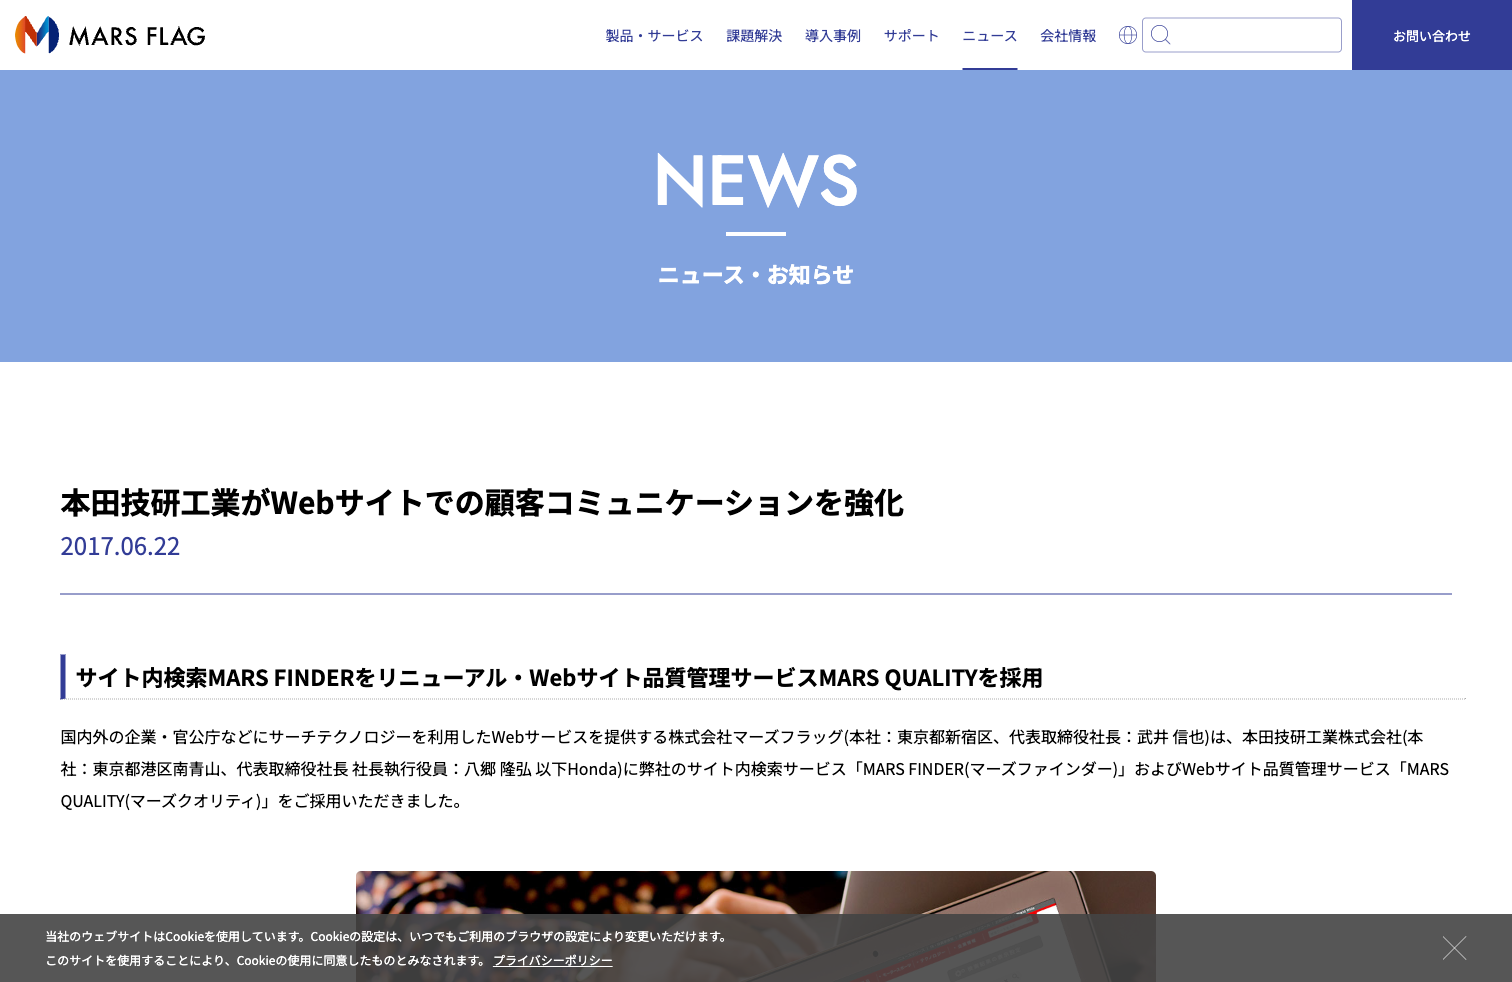 MARS FLAG
製品・サービス 課題解決 導入事例 サポート ニュース 会社情報 お問い合わせ
NEWS
ニュース・お知らせ
本田技研工業がWebサイトでの顧客コミュニケーションを強化
2017.06.22
サイト内検索MARS FINDERをリニューアル・Webサイト品質管理サービスMARS QUALITYを採用
国内外の企業・官公庁などにサーチテクノロジーを利用したWebサービスを提供する株式会社マーズフラッグ(本社：東京都新宿区、代表取締役社長：武井 信也)は、本田技研工業株式会社(本
社：東京都港区南青山、代表取締役社長 社長執行役員：八郷 隆弘 以下Honda)に弊社のサイト内検索サービス「MARS FINDER(マーズファインダー)」およびWebサイト品質管理サービス「MARS
QUALITY(マーズクオリティ)」をご採用いただきました。
当社のウェブサイトはCookieを使用しています。Cookieの設定は、いつでもご利用のブラウザの設定により変更いただけます。
このサイトを使用することにより、Cookieの使用に同意したものとみなされます。 プライバシーポリシー